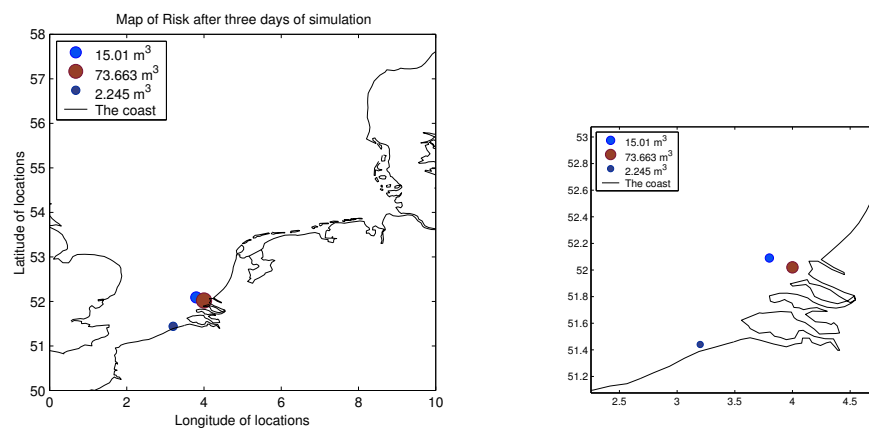 Map of Risk after three days of simulation
58
57
56
55
54
53
52
51
50
Latitude of locations
15.01 m³
73.663 m³
2.245 m³
The coast
0 2 4 6 8 10
Longitude of locations
53
52.8
52.6
52.4
52.2
52
51.8
51.6
51.4
51.2
15.01 m³
73.663 m³
2.245 m³
The coast
2.5 3 3.5 4 4.5